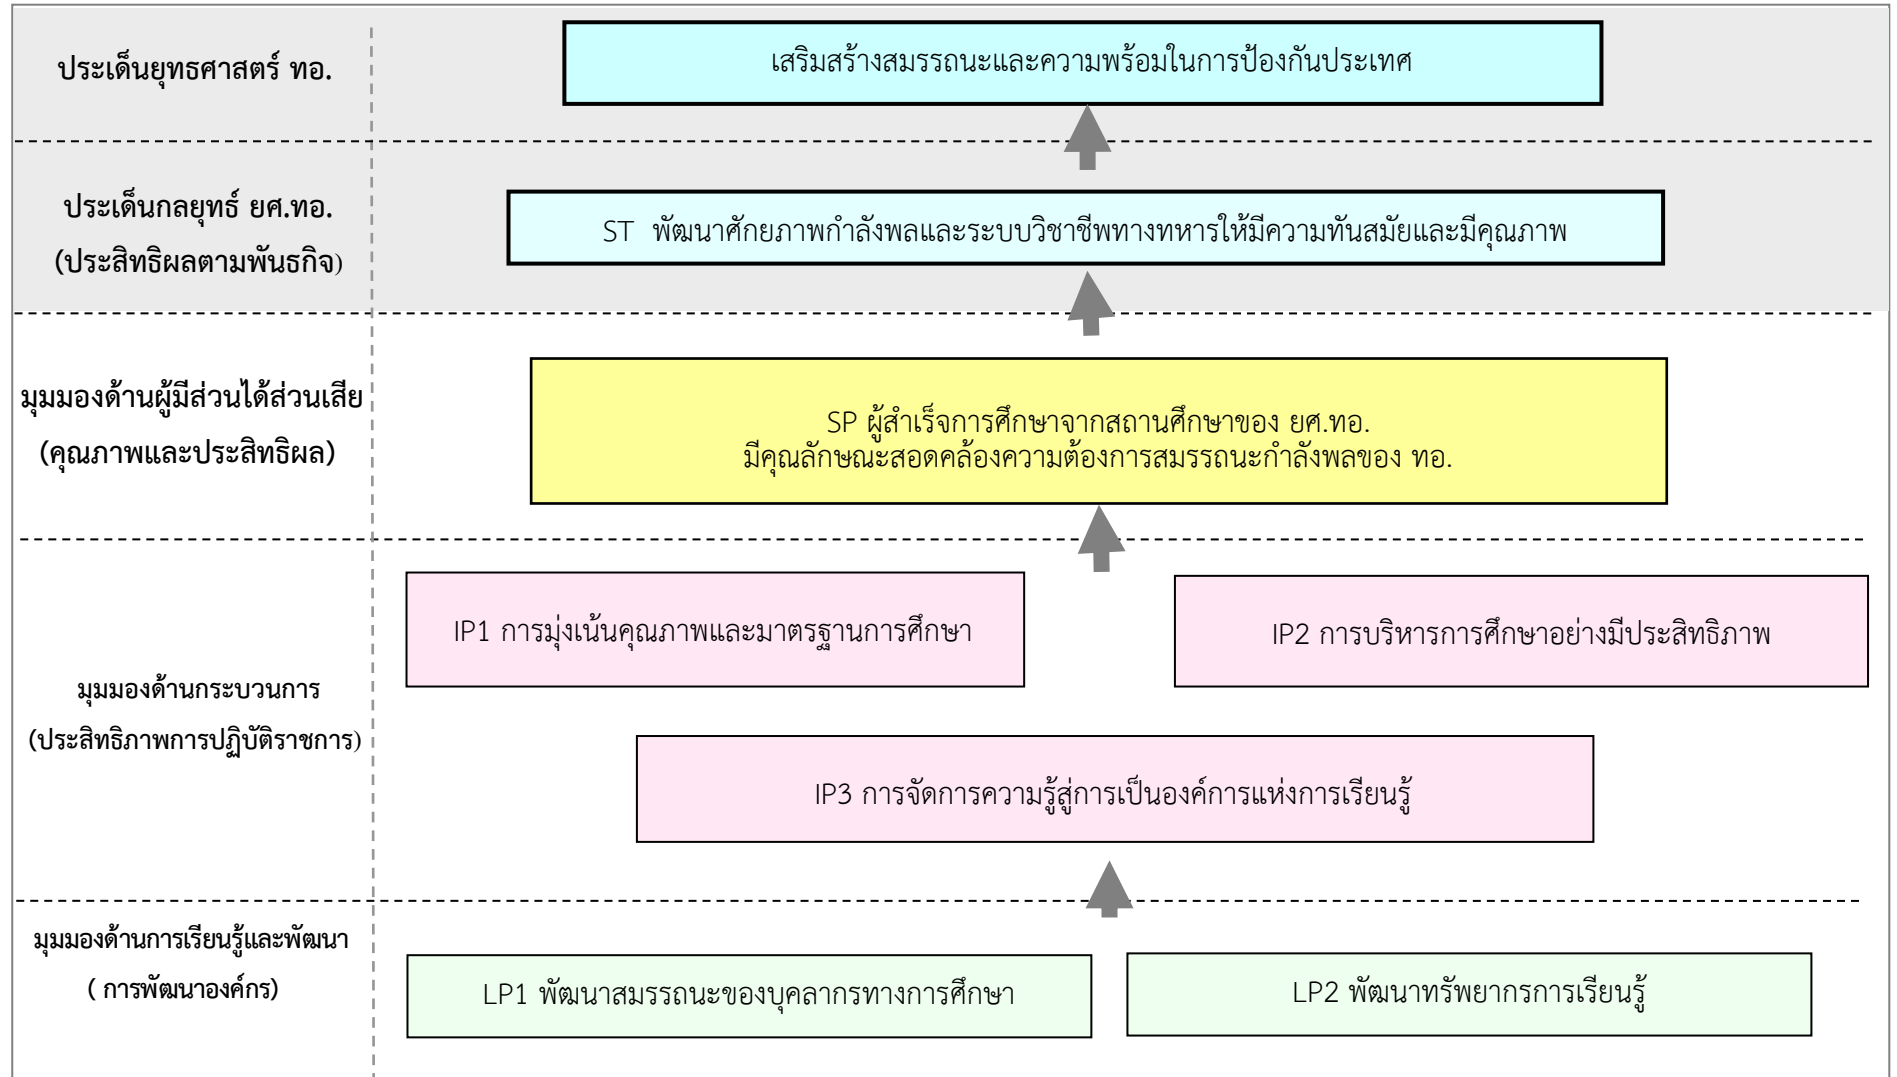 ประเด็นยุทธศาสตร์ ทอ.
เสริมสร้างสมรรถนะและความพร้อมในการป้องกันประเทศ
ประเด็นกลยุทธ์ ยศ.ทอ.
(ประสิทธิผลตามพันธกิจ)
ST พัฒนาศักยภาพกำลังพลและระบบวิชาชีพทางทหารให้มีความทันสมัยและมีคุณภาพ
มุมมองด้านผู้มีส่วนได้ส่วนเสีย
(คุณภาพและประสิทธิผล)
SP ผู้สำเร็จการศึกษาจากสถานศึกษาของ ยศ.ทอ.
มีคุณลักษณะสอดคล้องความต้องการสมรรถนะกำลังพลของ ทอ.
มุมมองด้านกระบวนการ
(ประสิทธิภาพการปฏิบัติราชการ)
IP1 การมุ่งเน้นคุณภาพและมาตรฐานการศึกษา
IP2 การบริหารการศึกษาอย่างมีประสิทธิภาพ
IP3 การจัดการความรู้สู่การเป็นองค์การแห่งการเรียนรู้
มุมมองด้านการเรียนรู้และพัฒนา
( การพัฒนาองค์กร)
LP1 พัฒนาสมรรถนะของบุคลากรทางการศึกษา
LP2 พัฒนาทรัพยากรการเรียนรู้